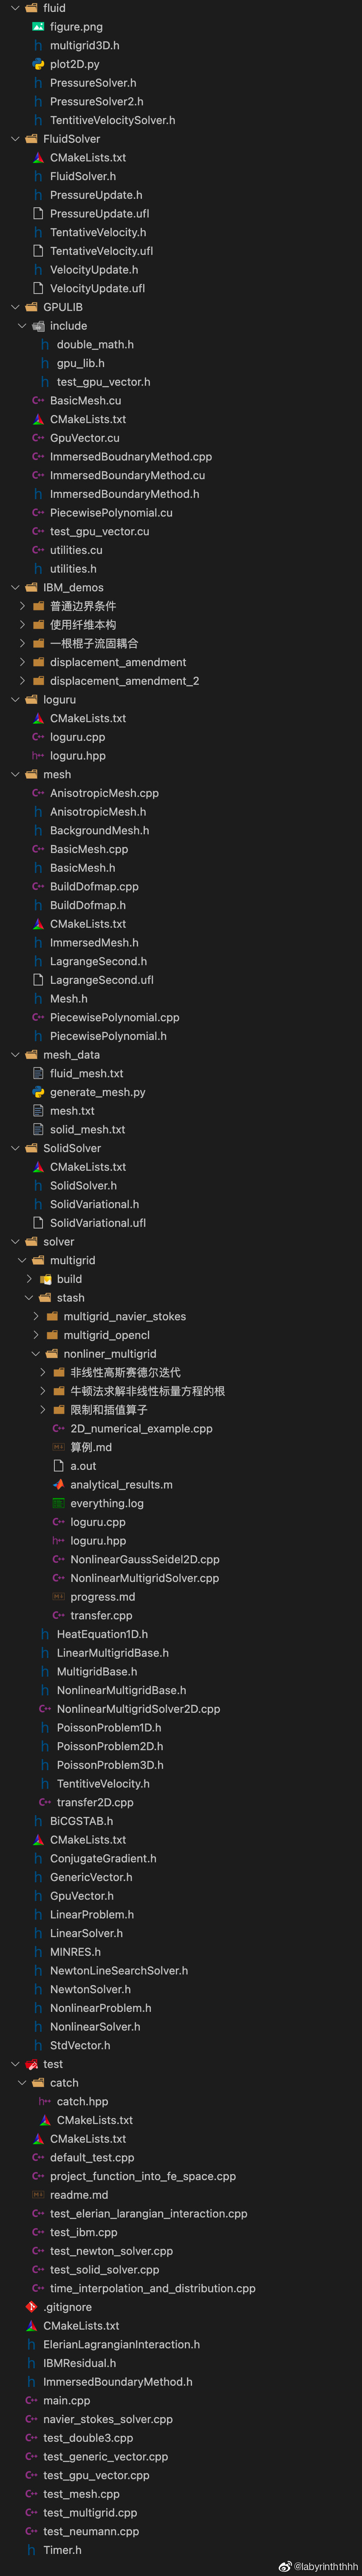 fluid
figure.png
multigrid3D.h
plot2D.py
PressureSolver.h
PressureSolver2.h
TentitiveVelocitySolver.h
FluidSolver
CMakeLists.txt
FluidSolver.h
PressureUpdate.h
PressureUpdate.ufl
TentativeVelocity.h
TentativeVelocity.ufl
VelocityUpdate.h
VelocityUpdate.ufl
GPULIB
include
double_math.h
gpu_lib.h
test_gpu_vector.h
BasicMesh.cu
CMakeLists.txt
GpuVector.cu
ImmersedBoudnaryMethod.cpp
ImmersedBoundaryMethod.cu
ImmersedBoundaryMethod.h
PiecewisePolynomial.cu
test_gpu_vector.cu
utilities.cu
utilities.h
IBM_demos
普通边界条件
使用纤维本构
一根棍子流固耦合
displacement_amendment
displacement_amendment_2
loguru
CMakeLists.txt
loguru.cpp
loguru.hpp
mesh
AnisotropicMesh.cpp
AnisotropicMesh.h
BackgroundMesh.h
BasicMesh.cpp
BasicMesh.h
BuildDofmap.cpp
BuildDofmap.h
CMakeLists.txt
ImmersedMesh.h
LagrangeSecond.h
LagrangeSecond.ufl
Mesh.h
PiecewisePolynomial.cpp
PiecewisePolynomial.h
mesh_data
fluid_mesh.txt
generate_mesh.py
mesh.txt
solid_mesh.txt
SolidSolver
CMakeLists.txt
SolidSolver.h
SolidVariational.h
SolidVariational.ufl
solver
multigrid
build
stash
multigrid_navier_stokes
multigrid_opencl
nonliner_multigrid
非线性高斯赛德尔迭代
牛顿法求解非线性标量方程的根
限制和插值算子
2D_numerical_example.cpp
算例.md
a.out
analytical_results.m
everything.log
loguru.cpp
loguru.hpp
NonlinearGaussSeidel2D.cpp
NonlinearMultigridSolver.cpp
progress.md
transfer.cpp
HeatEquation1D.h
LinearMultigridBase.h
MultigridBase.h
NonlinearMultigridBase.h
NonlinearMultigridSolver2D.cpp
PoissonProblem1D.h
PoissonProblem2D.h
PoissonProblem3D.h
TentitiveVelocity.h
transfer2D.cpp
BiCGSTAB.h
CMakeLists.txt
ConjugateGradient.h
GenericVector.h
GpuVector.h
LinearProblem.h
LinearSolver.h
MINRES.h
NewtonLineSearchSolver.h
NewtonSolver.h
NonlinearProblem.h
NonlinearSolver.h
StdVector.h
test
catch
catch.hpp
CMakeLists.txt
CMakeLists.txt
default_test.cpp
project_function_into_fe_space.cpp
readme.md
test_elerian_larangian_interaction.cpp
test_ibm.cpp
test_newton_solver.cpp
test_solid_solver.cpp
time_interpolation_and_distribution.cpp
.gitignore
CMakeLists.txt
ElerianLagrangianInteraction.h
IBMResidual.h
ImmersedBoundaryMethod.h
main.cpp
navier_stokes_solver.cpp
test_double3.cpp
test_generic_vector.cpp
test_gpu_vector.cpp
test_mesh.cpp
test_multigrid.cpp
test_neumann.cpp
Timer.h
@labyrinththhh